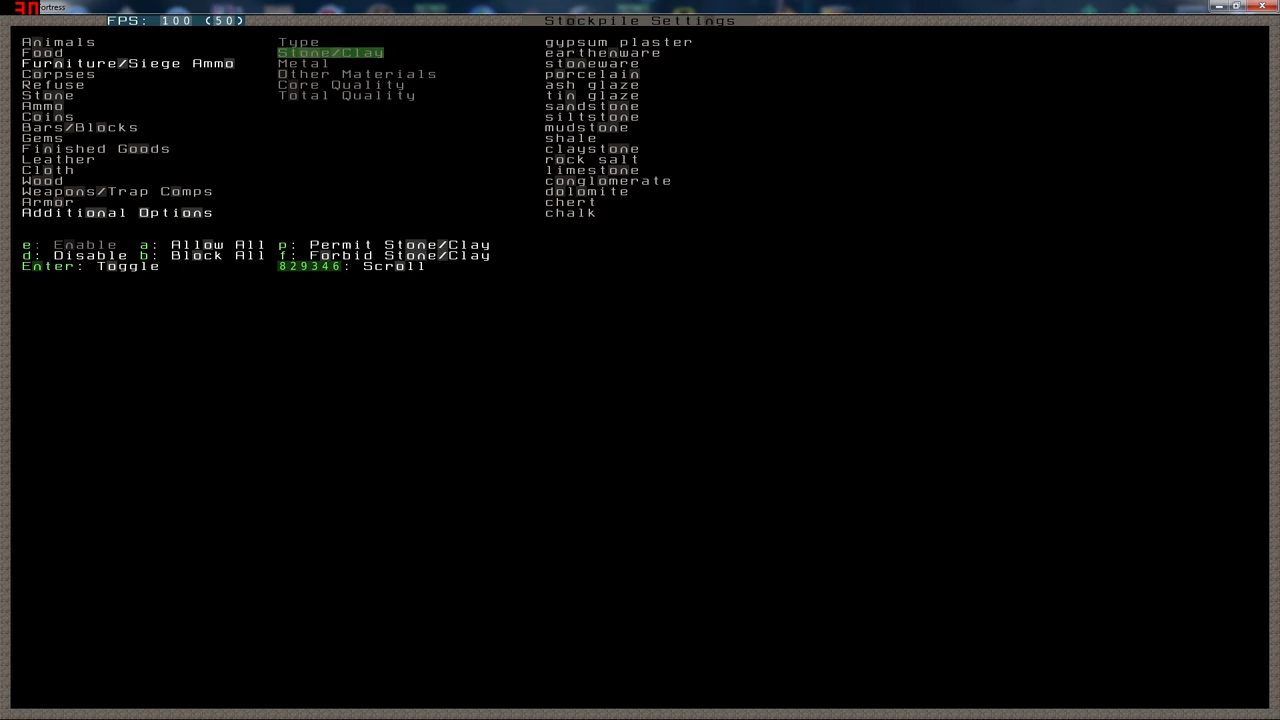 ortress
FPS: 100 (50)
Stockpile Settings
Animals
Food
Furniture/Siege Ammo
Corpses
Refuse
Stone
Ammo
Coins
Bars/Blocks
Gems
Finished Goods
Leather
Cloth
Wood
Weapons/Trap Comps
Armor
Additional Options
Type
Stone/Clay
Metal
Other Materials
Core Quality
Total Quality
gypsum plaster
earthenware
stoneware
porcelain
ash glaze
tin glaze
sandstone
siltstone
mudstone
shale
claystone
rock salt
limestone
conglomerate
dolomite
chert
chalk
e: Enable a: Allow All p: Permit Stone/Clay
d: Disable b: Block All f: Forbid Stone/Clay
Enter: Toggle 829346: Scroll